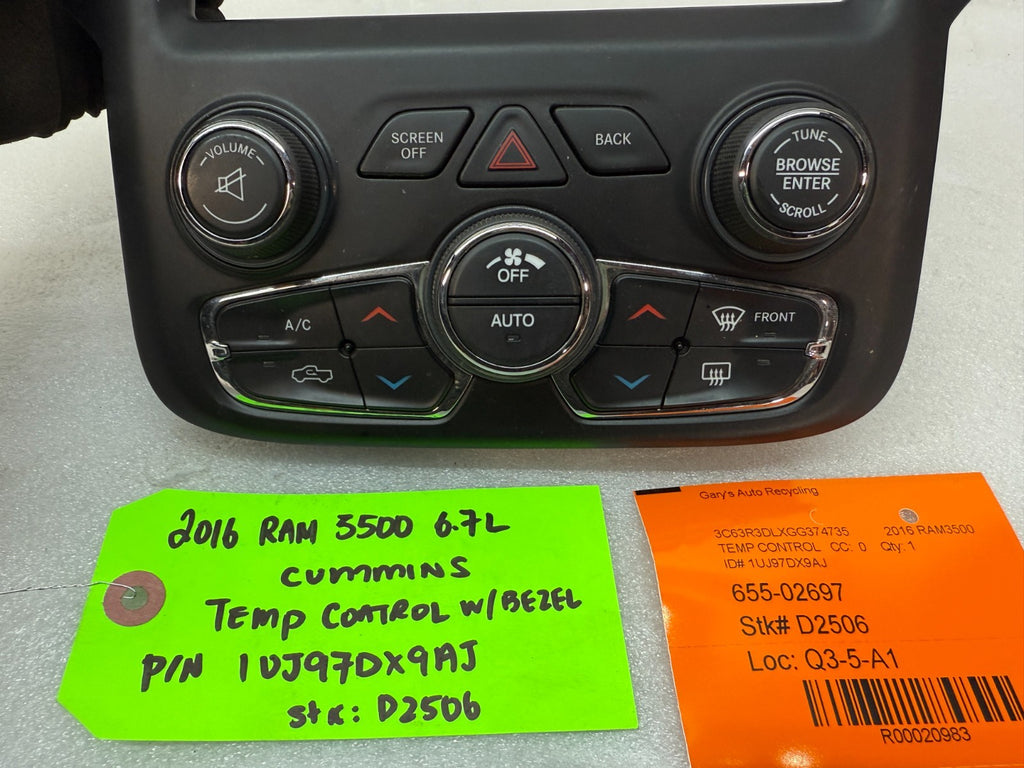 VOLUME
SCREEN
OFF
BACK
TUNE
BROWSE
ENTER
SCROLL
OFF
AUTO
A/C
FRONT
2016 RAM 3500 6.7L
CUMMINS
TEMP CONTROL W/BEZEL
P/N 1UJ97DX9AJ
stk: D2506
Gary's Auto Recycling
3C63R3DLXGG374735 2016 RAM3500
TEMP CONTROL CC: 0 Qty: 1
ID# 1UJ97DX9AJ
655-02697
Stk# D2506
Loc: Q3-5-A1
R00020983